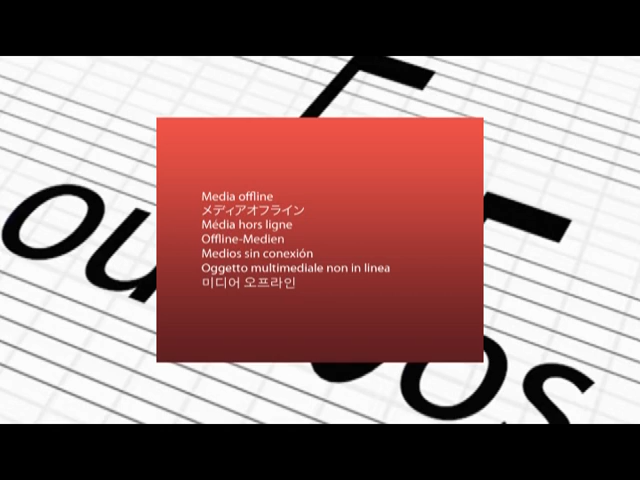 Media offline
メディアオフライン
Média hors ligne
Offline-Medien
Medios sin conexión
Oggetto multimediale non in linea
미디어 오프라인